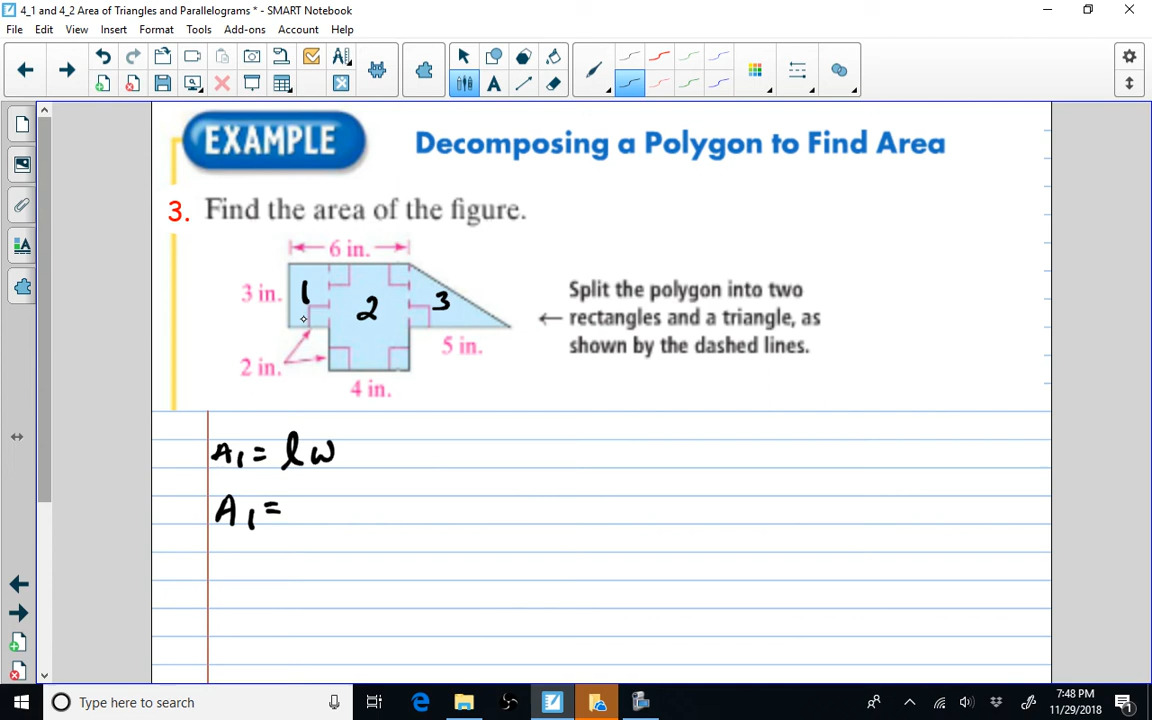 4_1 and 4_2 Area of Triangles and Parallelograms * - SMART Notebook
File Edit View Insert Format Tools Add-ons Account Help
EXAMPLE Decomposing a Polygon to Find Area
3. Find the area of the figure.
6 in.
3 in. 1 2 3
Split the polygon into two
rectangles and a triangle, as
shown by the dashed lines.
5 in.
2 in.
4 in.
A1 = lw
A1 =
Type here to search
7:48 PM
11/29/2018
1